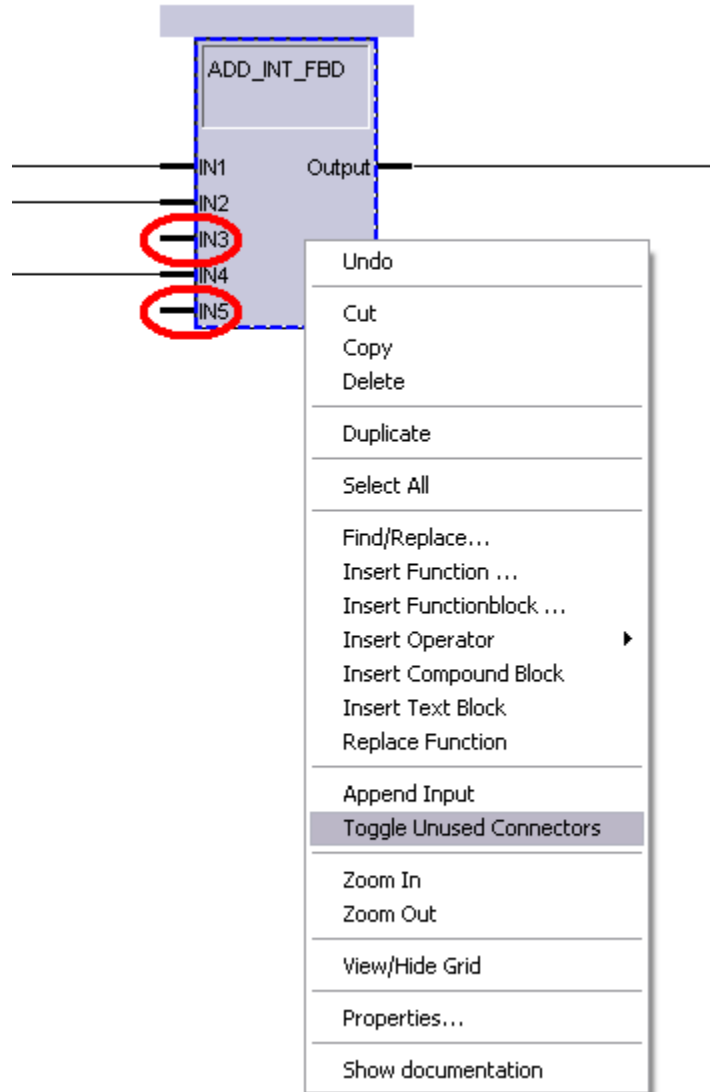 ADD_INT_FBD
IN1 Output
IN2
IN3
IN4
IN5
Undo
Cut
Copy
Delete
Duplicate
Select All
Find/Replace...
Insert Function ...
Insert Functionblock ...
Insert Operator
Insert Compound Block
Insert Text Block
Replace Function
Append Input
Toggle Unused Connectors
Zoom In
Zoom Out
View/Hide Grid
Properties...
Show documentation